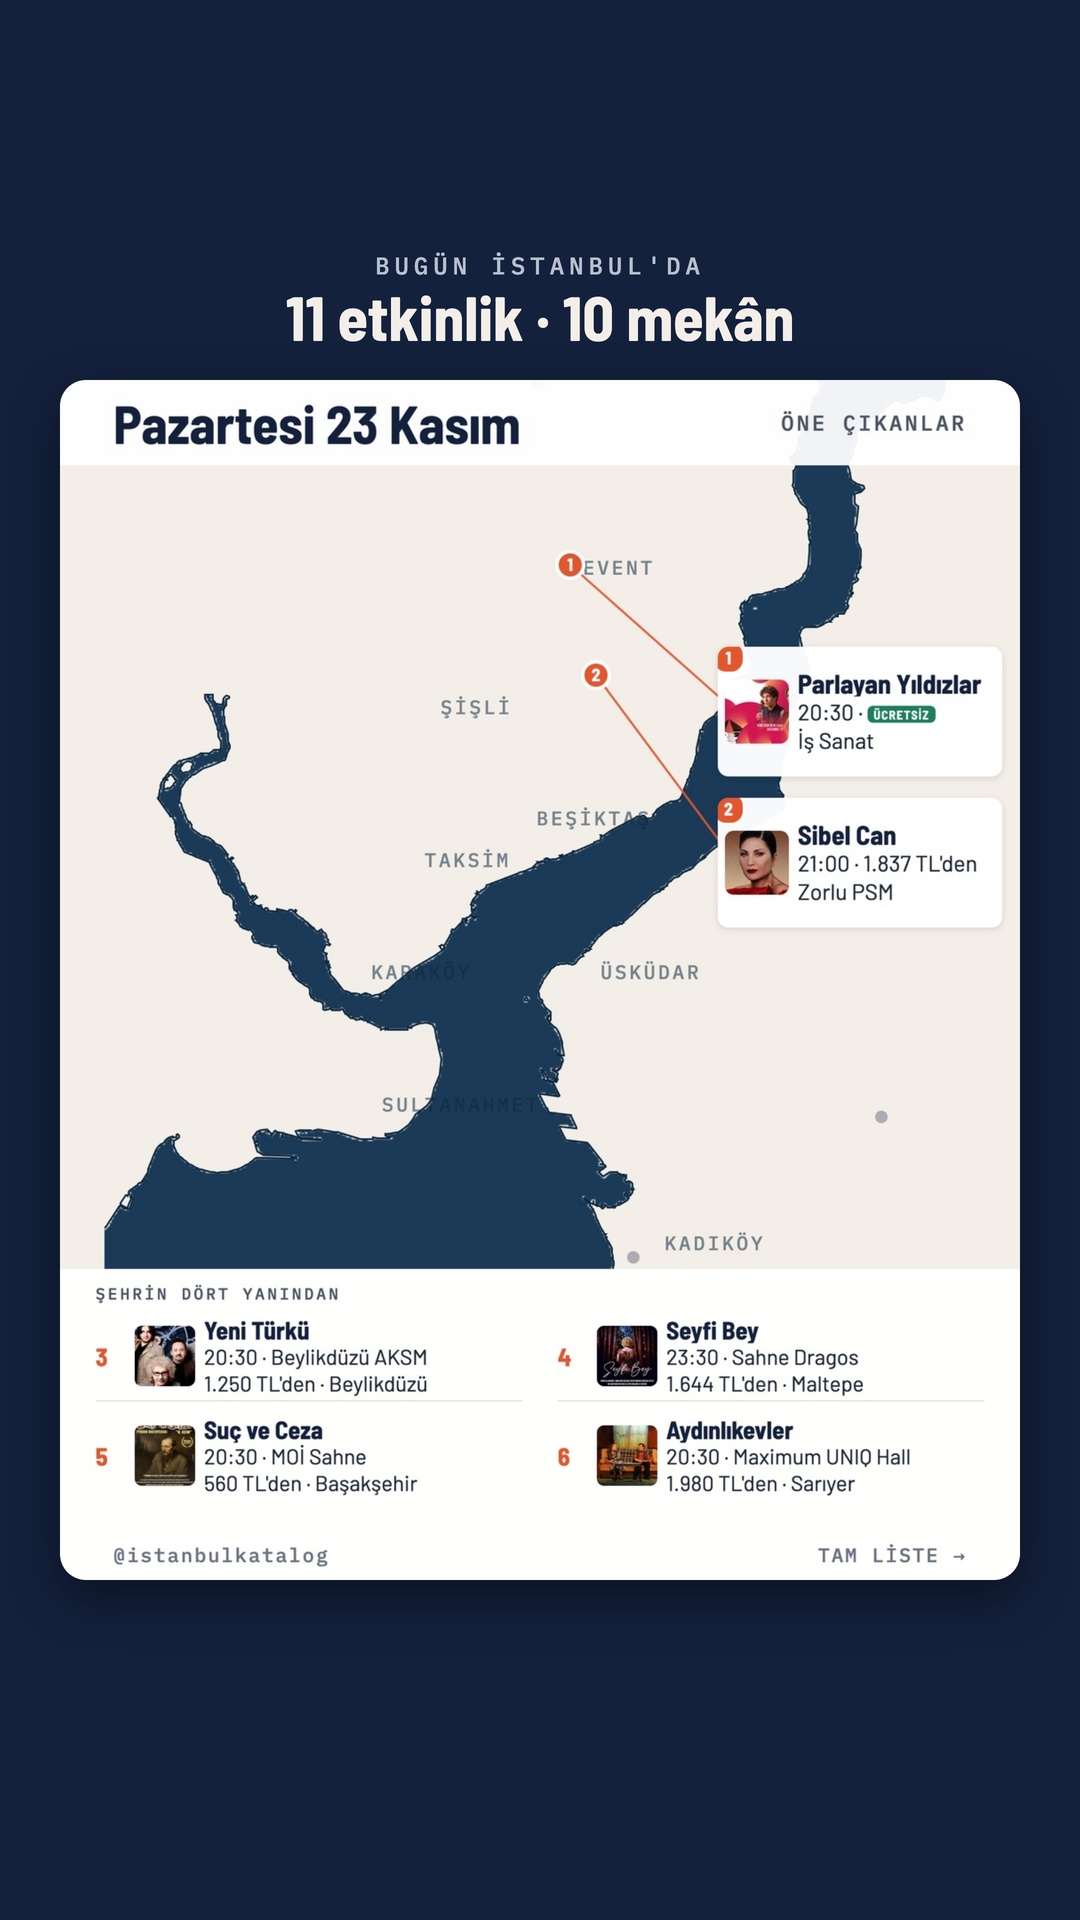 BUGÜN İSTANBUL'DA
11 etkinlik · 10 mekân
Pazartesi 23 Kasım
ÖNE ÇIKANLAR
1
EVENT
2
ŞİŞLİ
BEŞİKTAŞ
TAKSİM
KARAKÖY
ÜSKÜDAR
SULTANAHMET
KADIKÖY
1
Parlayan Yıldızlar
20:30 · ÜCRETSİZ
İş Sanat
2
Sibel Can
21:00 · 1.837 TL'den
Zorlu PSM
ŞEHRİN DÖRT YANINDAN
3
Yeni Türkü
20:30 · Beylikdüzü AKSM
1.250 TL'den · Beylikdüzü
4
Seyfi Bey
Seyfi Bey
23:30 · Sahne Dragos
1.644 TL'den · Maltepe
5
Suç ve Ceza
20:30 · MOİ Sahne
560 TL'den · Başakşehir
6
Aydınlıkevler
20:30 · Maximum UNIQ Hall
1.980 TL'den · Sarıyer
@istanbulkatalog
TAM LİSTE →